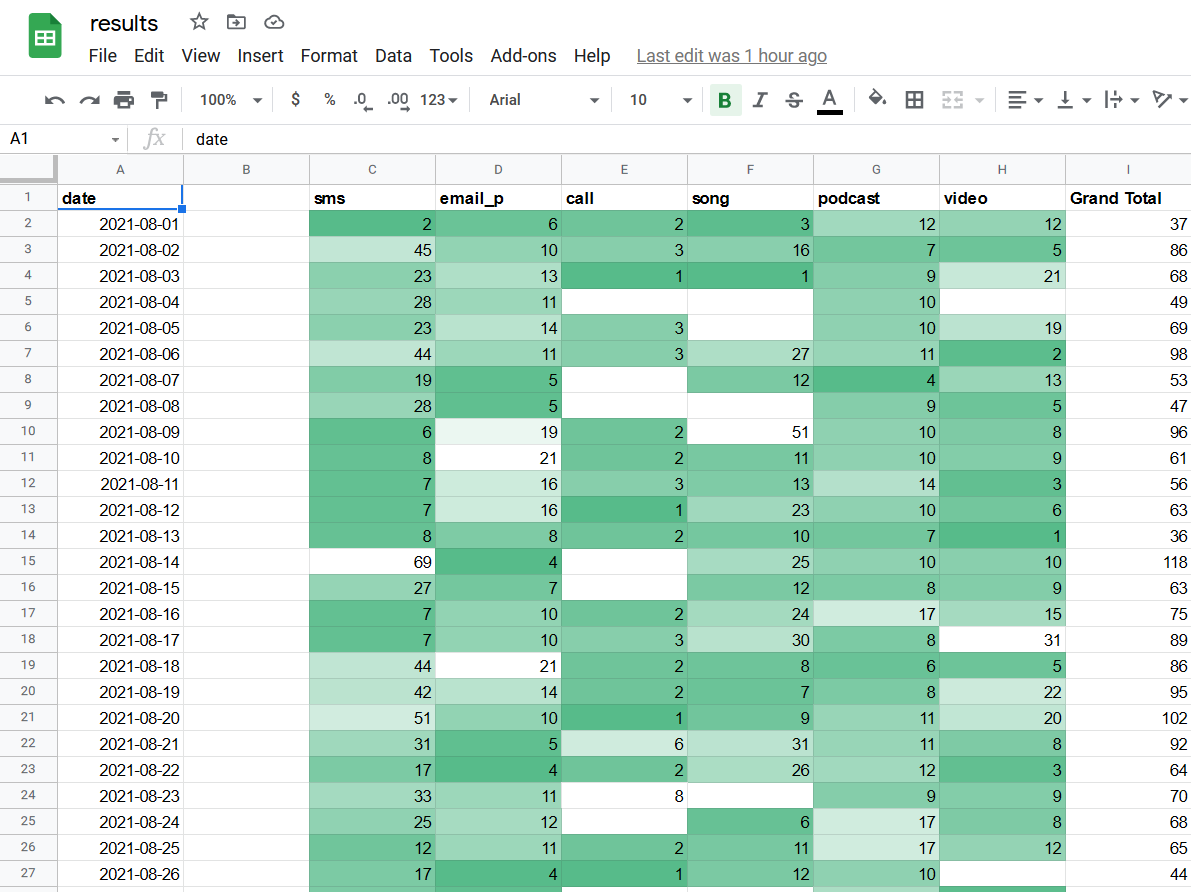 results
File Edit View Insert Format Data Tools Add-ons Help Last edit was 1 hour ago
100% $ % .0 .00 123 Arial 10 B I S A
A1 fx date
A B C D E F G H I
1 date sms email_p call song podcast video Grand Total
2 2021-08-01 2 6 2 3 12 12 37
3 2021-08-02 45 10 3 16 7 5 86
4 2021-08-03 23 13 1 1 9 21 68
5 2021-08-04 28 11 10 49
6 2021-08-05 23 14 3 10 19 69
7 2021-08-06 44 11 3 27 11 2 98
8 2021-08-07 19 5 12 4 13 53
9 2021-08-08 28 5 9 5 47
10 2021-08-09 6 19 2 51 10 8 96
11 2021-08-10 8 21 2 11 10 9 61
12 2021-08-11 7 16 3 13 14 3 56
13 2021-08-12 7 16 1 23 10 6 63
14 2021-08-13 8 8 2 10 7 1 36
15 2021-08-14 69 4 25 10 10 118
16 2021-08-15 27 7 12 8 9 63
17 2021-08-16 7 10 2 24 17 15 75
18 2021-08-17 7 10 3 30 8 31 89
19 2021-08-18 44 21 2 8 6 5 86
20 2021-08-19 42 14 2 7 8 22 95
21 2021-08-20 51 10 1 9 11 20 102
22 2021-08-21 31 5 6 31 11 8 92
23 2021-08-22 17 4 2 26 12 3 64
24 2021-08-23 33 11 8 9 9 70
25 2021-08-24 25 12 6 17 8 68
26 2021-08-25 12 11 2 11 17 12 65
27 2021-08-26 17 4 1 12 10 44